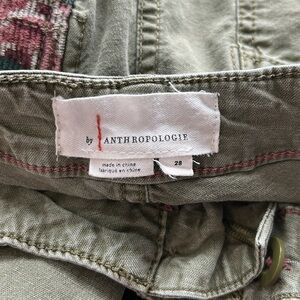 by ANTHROPOLOGIE
made in china
fabriqué en chine
28